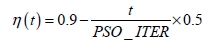 η(t) = 0.9 − t / PSO_ITER × 0.5